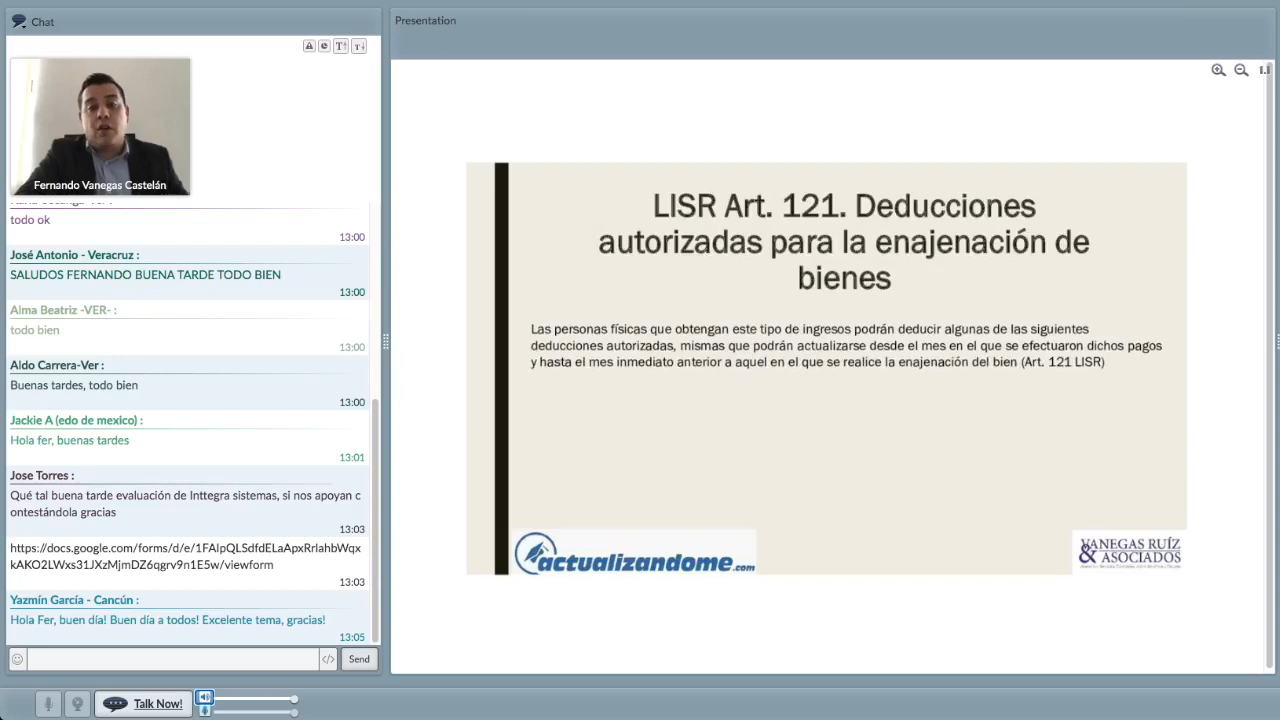 Chat
Fernando Vanegas Castelán
todo ok
13:00
José Antonio - Veracruz :
SALUDOS FERNANDO BUENA TARDE TODO BIEN
13:00
Alma Beatriz -VER- :
todo bien
13:00
Aldo Carrera-Ver :
Buenas tardes, todo bien
13:00
Jackie A (edo de mexico) :
Hola fer, buenas tardes
13:01
Jose Torres :
Qué tal buena tarde evaluación de Inttegra sistemas, si nos apoyan c
ontestándola gracias
13:03
https://docs.google.com/forms/d/e/1FAIpQLSdfdELaApxRrlahbWqx
kAKO2LWxs31JXzMjmDZ6qgrv9n1E5w/viewform
13:03
Yazmín García - Cancún :
Hola Fer, buen día! Buen día a todos! Excelente tema, gracias!
13:05
Send
Talk Now!
Presentation
1:1
LISR Art. 121. Deducciones
autorizadas para la enajenación de
bienes
Las personas físicas que obtengan este tipo de ingresos podrán deducir algunas de las siguientes
deducciones autorizadas, mismas que podrán actualizarse desde el mes en el que se efectuaron dichos pagos
y hasta el mes inmediato anterior a aquel en el que se realice la enajenación del bien (Art. 121 LISR)
actualizandome.com
VANEGAS RUÍZ
& ASOCIADOS